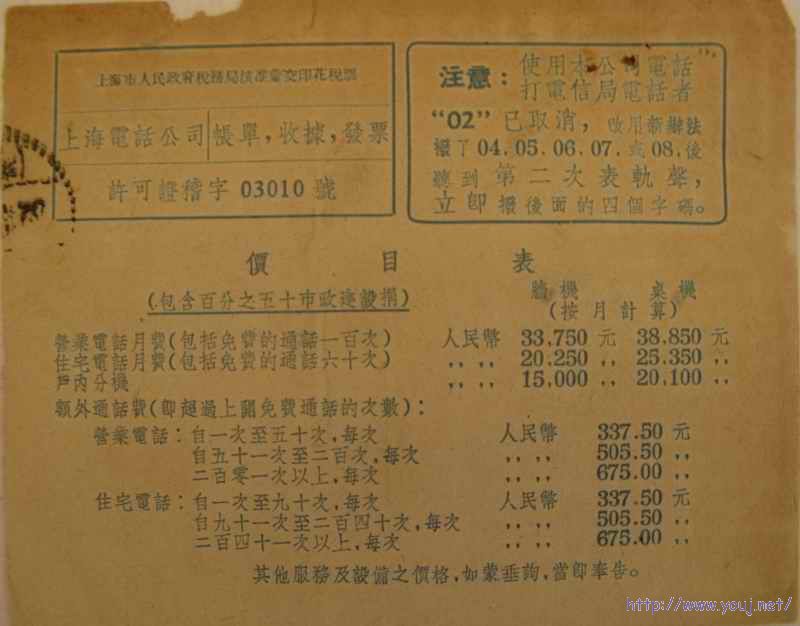 上海市人民政府稅務局核准彙交印花稅票
上海電話公司 帳單，收據，發票
許可證稽字 03010 號
注意：使用本公司電話
打電信局電話者
“02” 已取消，改用新辦法
撥了 04.05.06.07. 或 08. 後
聽到 第二次表軌聲，
立卽 撥後面的四個字碼。
價目表
(包含百分之五十市政建設捐)
牆機 桌機
(按月計算)
營業電話月費(包括免費的通話一百次) 人民幣 33,750 元 38,850 元
住宅電話月費(包括免費的通話六十次) ,, ,, 20,250 ,, 25,350 ,,
戶內分機 ,, ,, 15,000 ,, 20,100 ,,
額外通話費(卽超過上開免費通話的次數)：
營業電話：自一次至五十次，每次 人民幣 337.50 元
自五十一次至二百次，每次 ,, ,, 505.50 ,,
二百零一次以上，每次 ,, ,, 675.00 ,,
住宅電話：自一次至九十次，每次 人民幣 337.50 元
自九十一次至二百四十次，每次 ,, ,, 505.50 ,,
二百四十一次以上，每次 ,, ,, 675.00 ,,
其他服務及設備之價格，如蒙垂詢，當卽奉告。
http://www.youj.net/